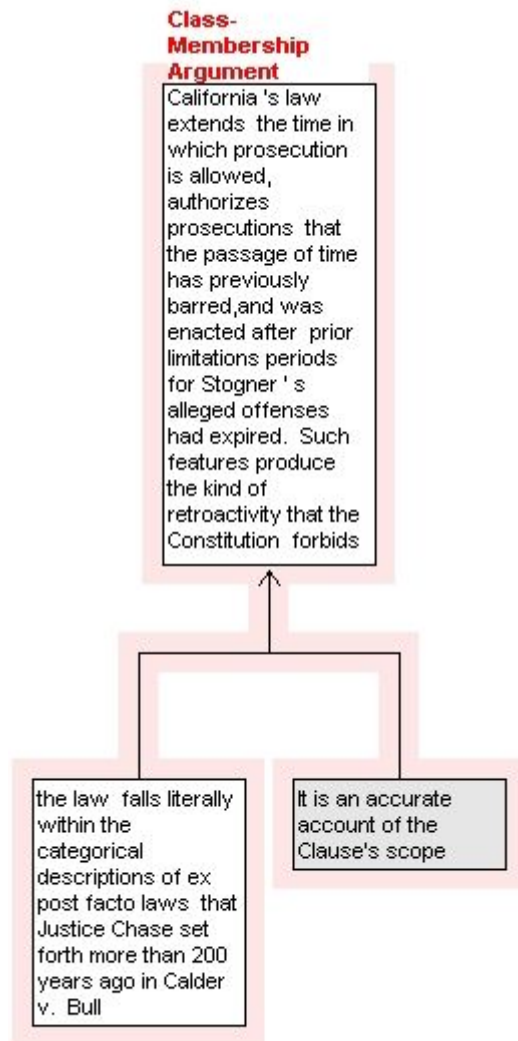 Class-
Membership
Argument
California 's law
extends the time in
which prosecution
is allowed,
authorizes
prosecutions that
the passage of time
has previously
barred,and was
enacted after prior
limitations periods
for Stogner ' s
alleged offenses
had expired. Such
features produce
the kind of
retroactivity that the
Constitution forbids
the law falls literally
within the
categorical
descriptions of ex
post facto laws that
Justice Chase set
forth more than 200
years ago in Calder
v. Bull
It is an accurate
account of the
Clause's scope